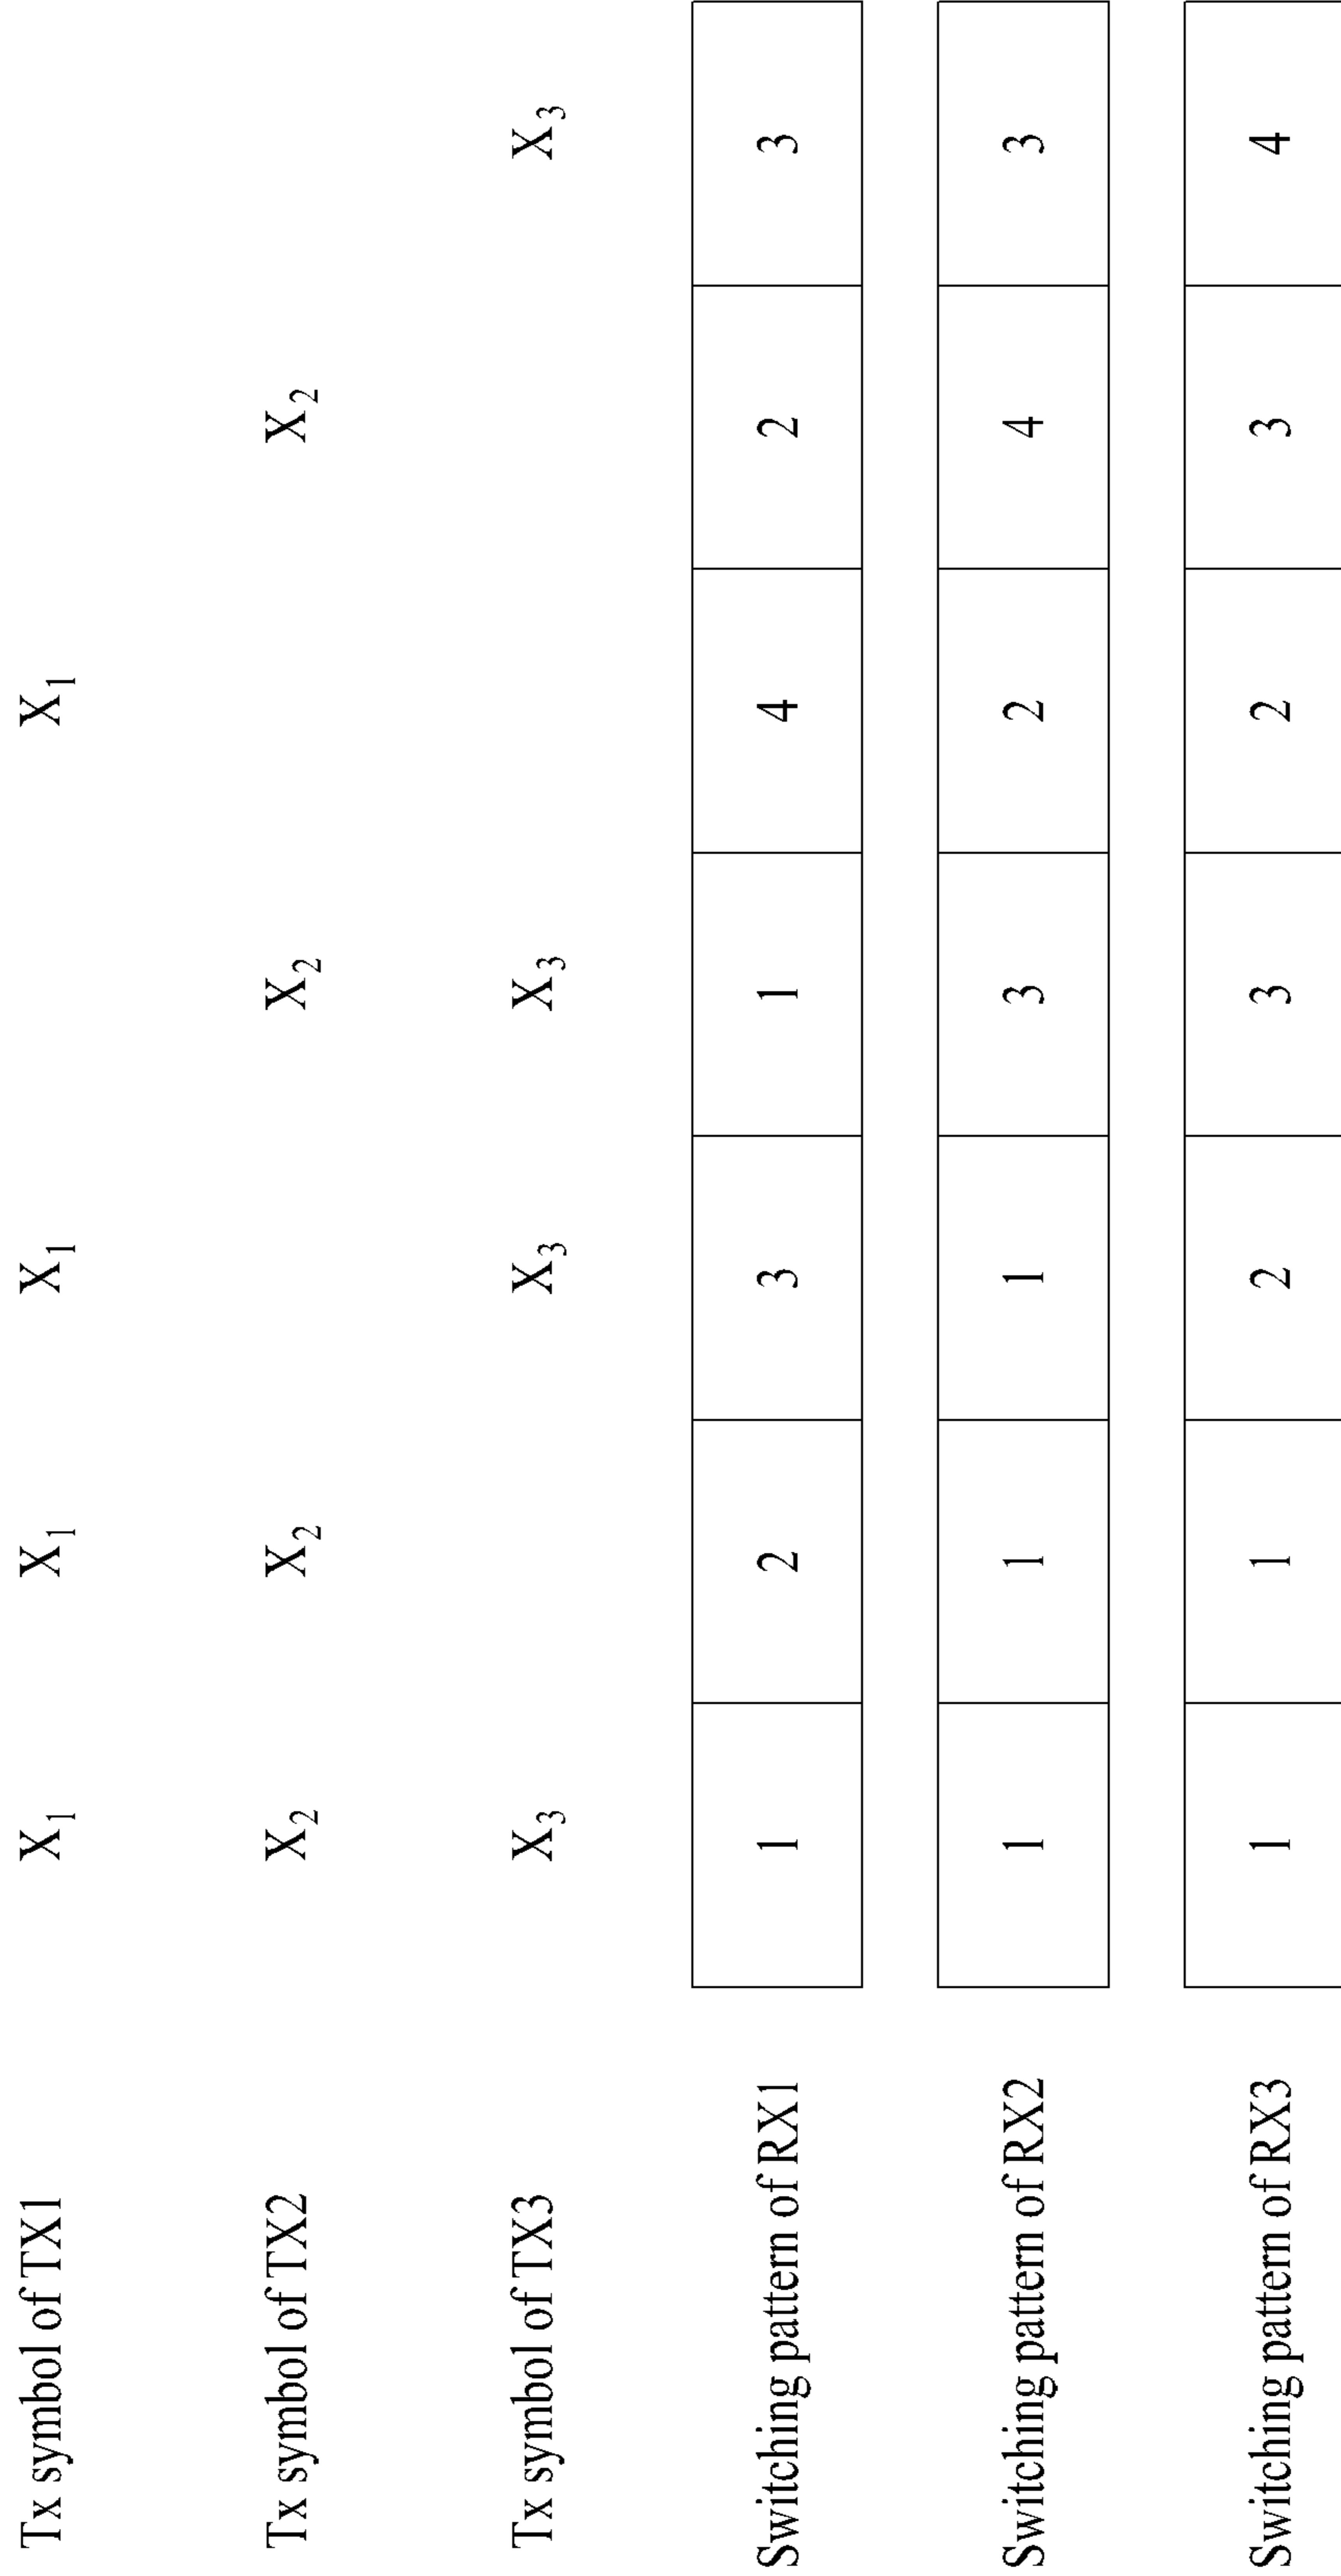 Tx symbol of TX1 X1 X1 X1 X1
Tx symbol of TX2 X2 X2 X2 X2
Tx symbol of TX3 X3 X3 X3 X3
Switching pattern of RX1 1 2 3 1 4 2 3
Switching pattern of RX2 1 1 1 3 2 4 3
Switching pattern of RX3 1 1 2 3 2 3 4